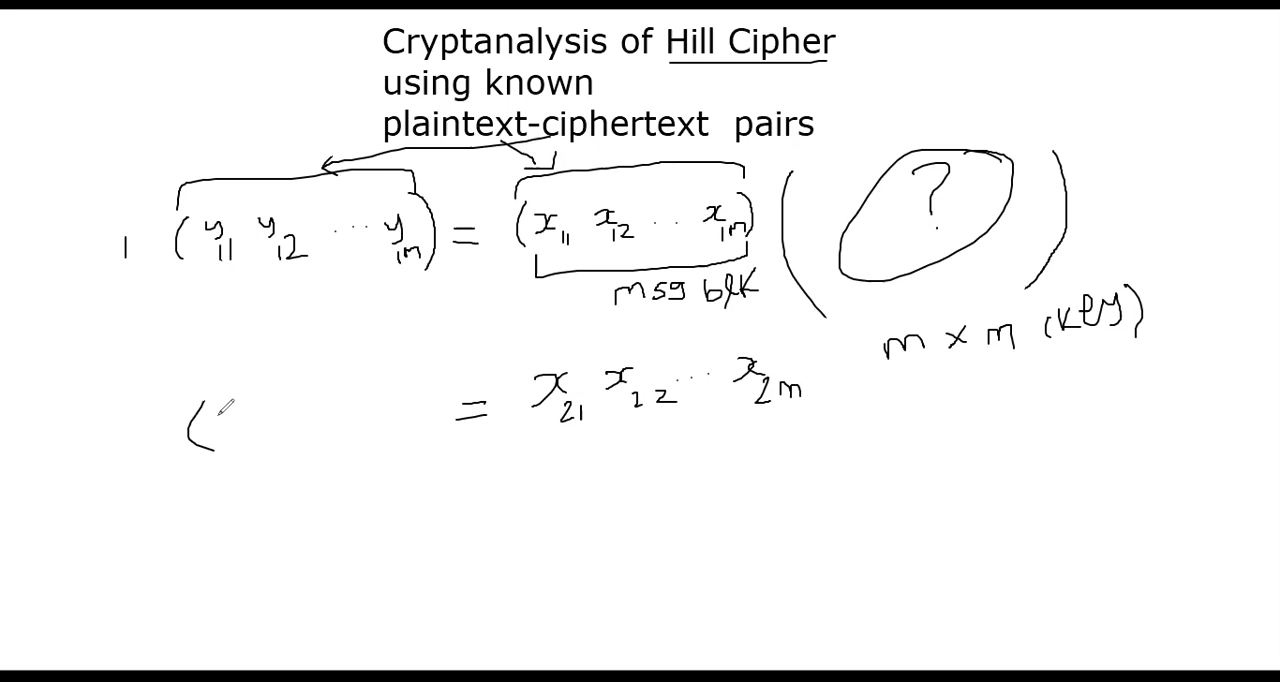 Cryptanalysis of Hill Cipher
using known
plaintext-ciphertext pairs
1 (y11 y12 ... y1m) = (x11 x12 ... x1m) ( ? )
msg blk
m x m (key)
( = x21 x22 ... x2m